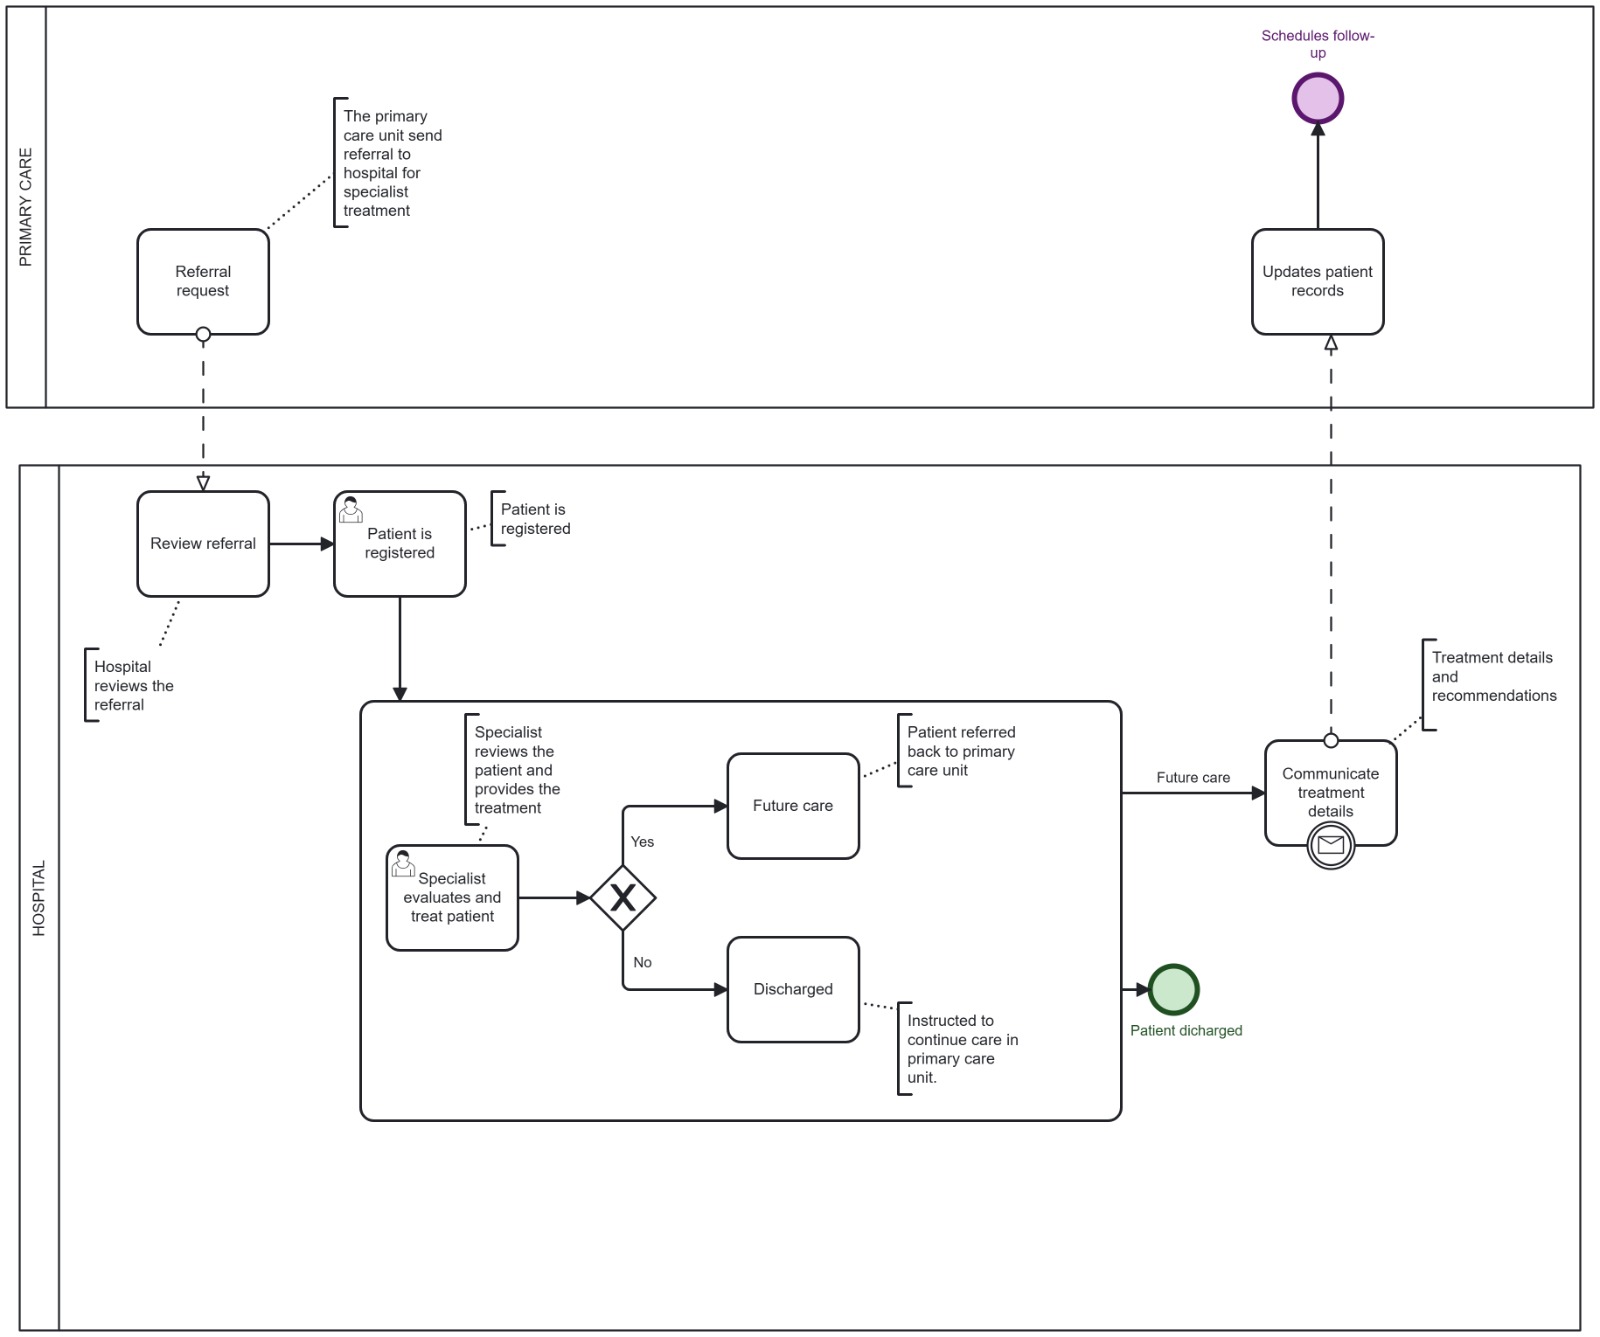 PRIMARY CARE
Schedules follow-
up
The primary
care unit send
referral to
hospital for
specialist
treatment
Referral
request
Updates patient
records
HOSPITAL
Review referral
Patient is
registered
Patient is
registered
Hospital
reviews the
referral
Specialist
reviews the
patient and
provides the
treatment
Specialist
evaluates and
treat patient
Yes
No
Future care
Patient referred
back to primary
care unit
Discharged
Instructed to
continue care in
primary care
unit.
Future care
Communicate
treatment
details
Treatment details
and
recommendations
Patient dicharged